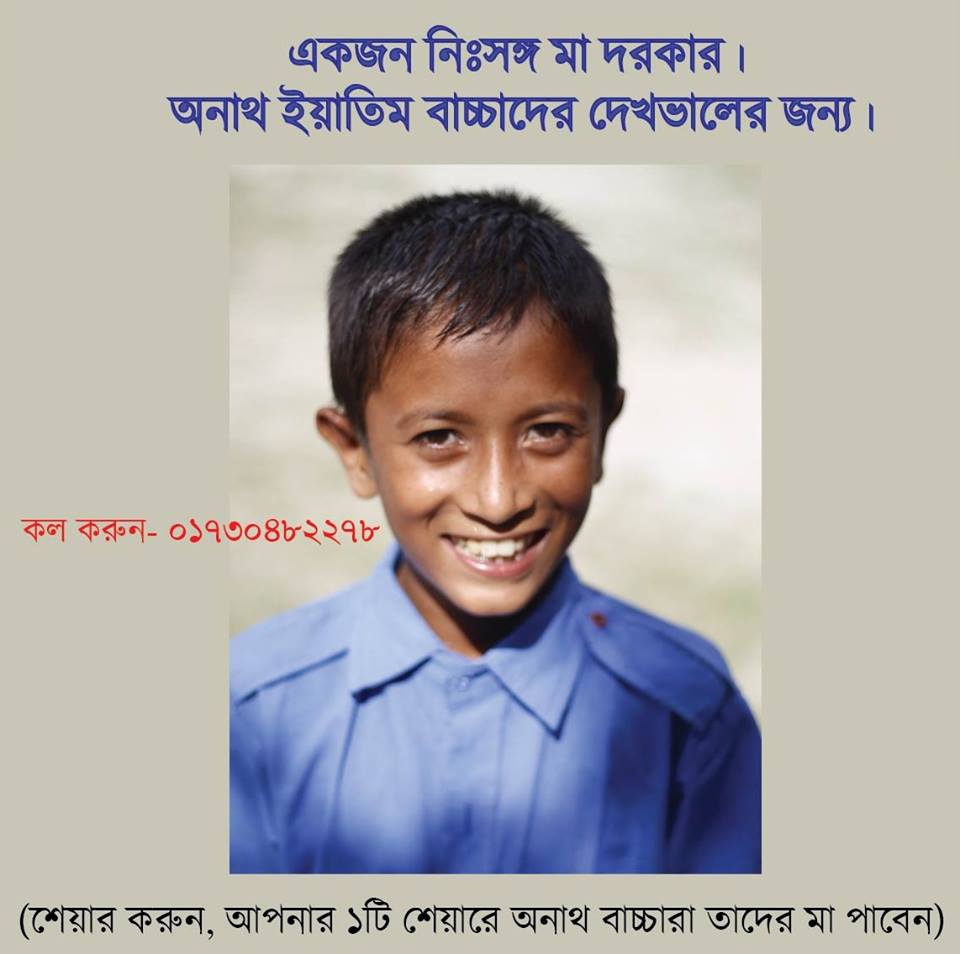 একজন নিঃসঙ্গ মা দরকার।
অনাথ ইয়াতিম বাচ্চাদের দেখভালের জন্য।
কল করুন- ০১৭৩০৪৮২২৭৮
(শেয়ার করুন, আপনার ১টি শেয়ারে অনাথ বাচ্চারা তাদের মা পাবেন)